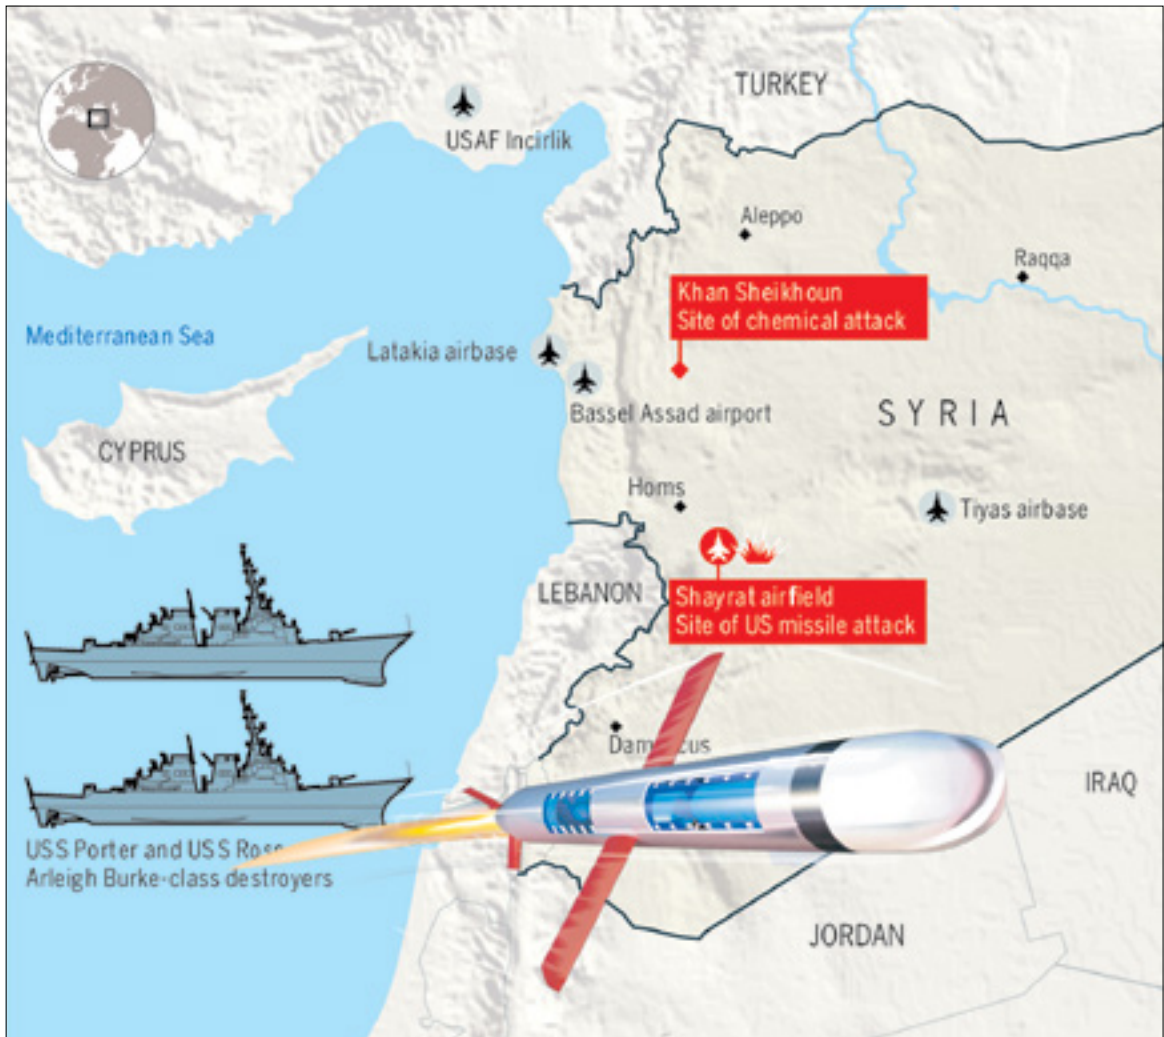 TURKEY
USAF Incirlik
Aleppo
Raqqa
Khan Sheikhoun
Site of chemical attack
Mediterranean Sea
Latakia airbase
Bassel Assad airport
SYRIA
CYPRUS
Homs
Tiyas airbase
LEBANON
Shayrat airfield
Site of US missile attack
Damascus
IRAQ
USS Porter and USS Ross
Arleigh Burke-class destroyers
JORDAN